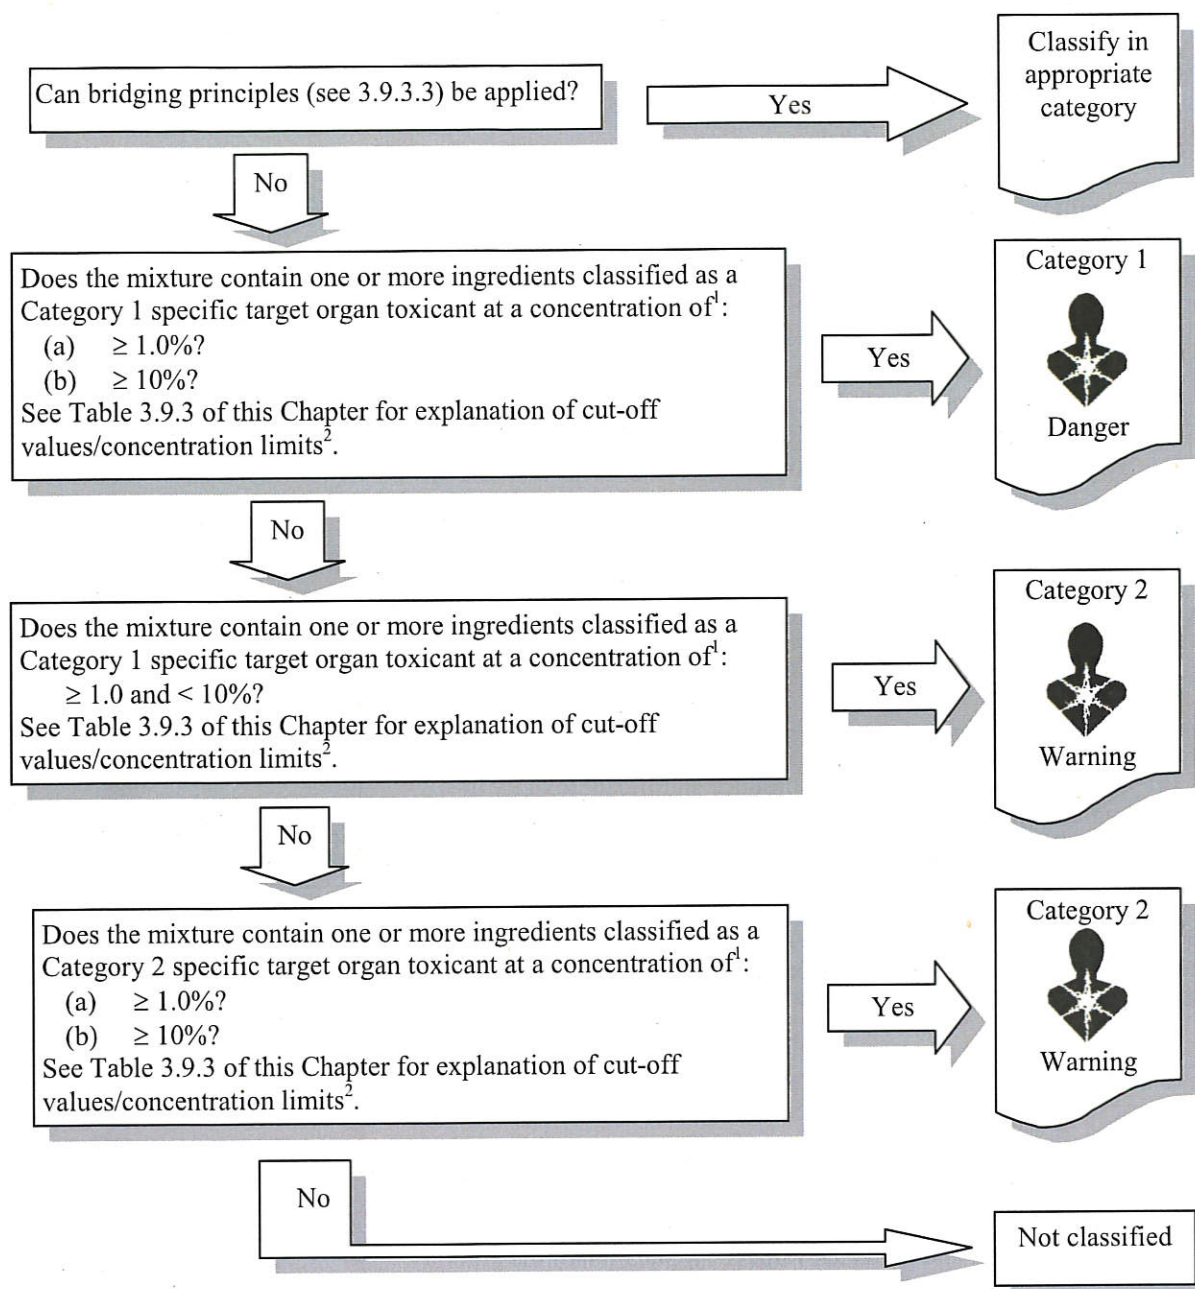 Can bridging principles (see 3.9.3.3) be applied?
Yes
Classify in
appropriate
category
No
Does the mixture contain one or more ingredients classified as a
Category 1 specific target organ toxicant at a concentration of¹:
(a) ≥ 1.0%?
(b) ≥ 10%?
See Table 3.9.3 of this Chapter for explanation of cut-off
values/concentration limits².
Yes
Category 1
Danger
No
Does the mixture contain one or more ingredients classified as a
Category 1 specific target organ toxicant at a concentration of¹:
≥ 1.0 and < 10%?
See Table 3.9.3 of this Chapter for explanation of cut-off
values/concentration limits².
Yes
Category 2
Warning
No
Does the mixture contain one or more ingredients classified as a
Category 2 specific target organ toxicant at a concentration of¹:
(a) ≥ 1.0%?
(b) ≥ 10%?
See Table 3.9.3 of this Chapter for explanation of cut-off
values/concentration limits².
Yes
Category 2
Warning
No
Not classified